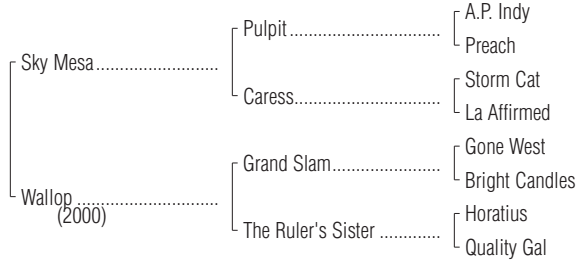 A.P. Indy
Pulpit
Preach
Sky Mesa
Storm Cat
Caress
La Affirmed
Gone West
Grand Slam
Bright Candles
Wallop
(2000)
Horatius
The Ruler's Sister
Quality Gal